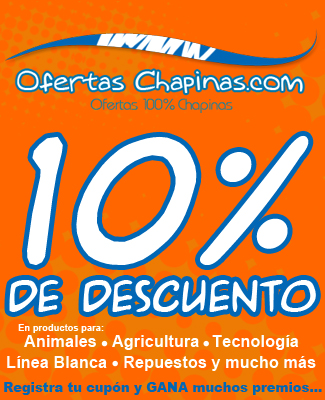 Ofertas Chapinas.com
Ofertas 100% Chapinas
10%
DE DESCUENTO
En productos para:
Animales • Agricultura • Tecnología
Línea Blanca • Repuestos y mucho más
Registra tu cupón y GANA muchos premios...